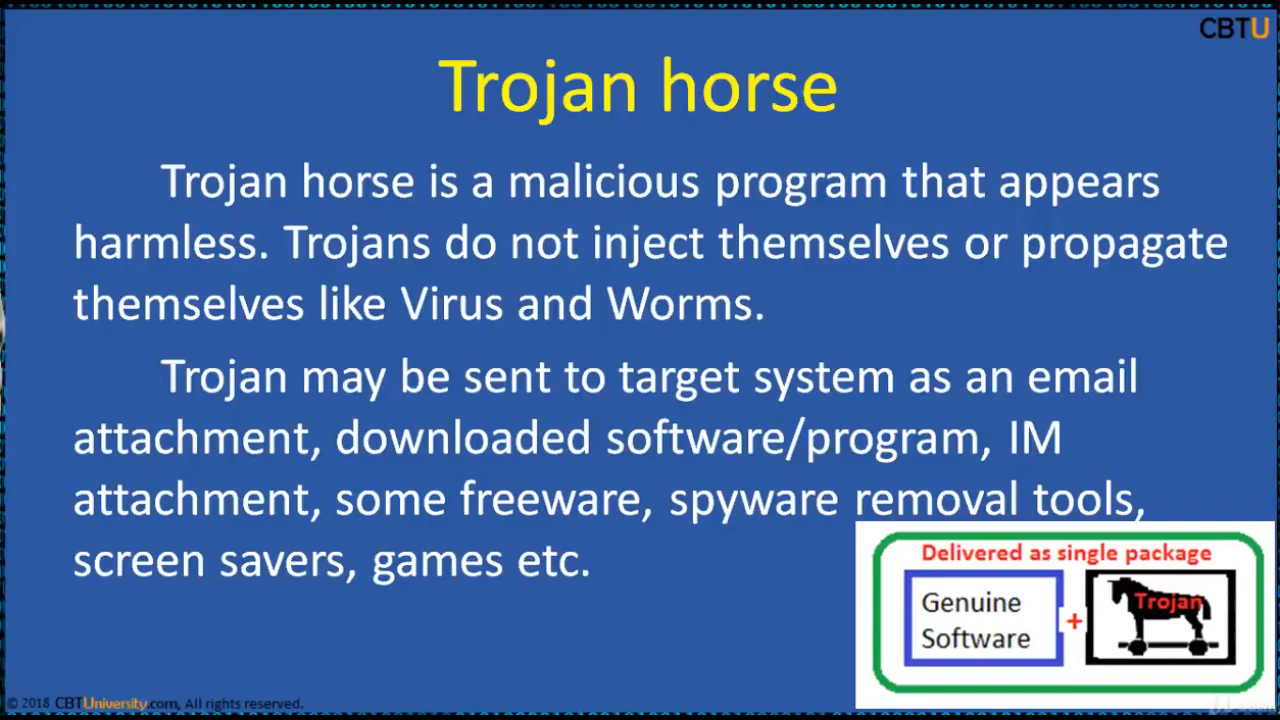 CBTU
Trojan horse
Trojan horse is a malicious program that appears
harmless. Trojans do not inject themselves or propagate
themselves like Virus and Worms.
Trojan may be sent to target system as an email
attachment, downloaded software/program, IM
attachment, some freeware, spyware removal tools,
screen savers, games etc.
Delivered as single package
Genuine
Software
+
Trojan
© 2018 CBTUniversity.com, All rights reserved.